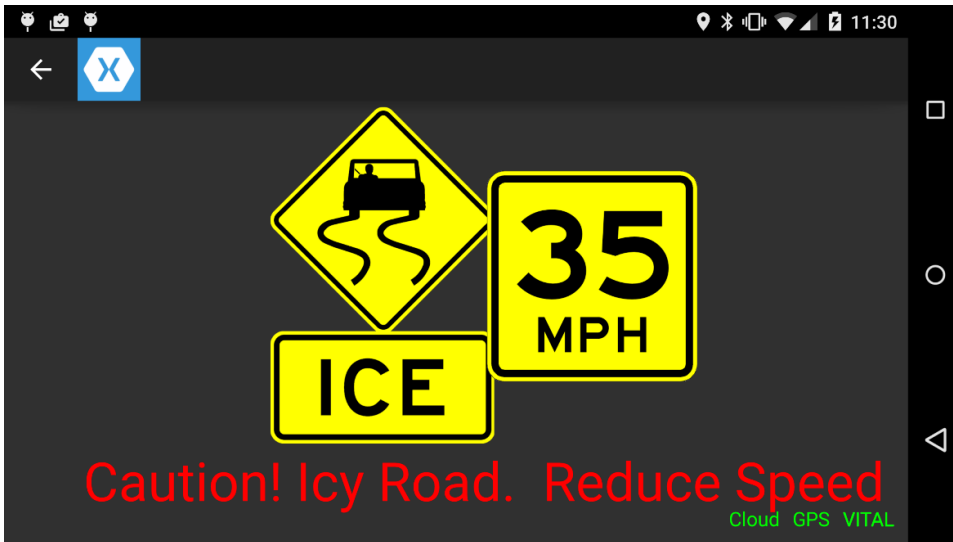 11:30
35
MPH
ICE
Caution! Icy Road.  Reduce Speed
Cloud  GPS  VITAL